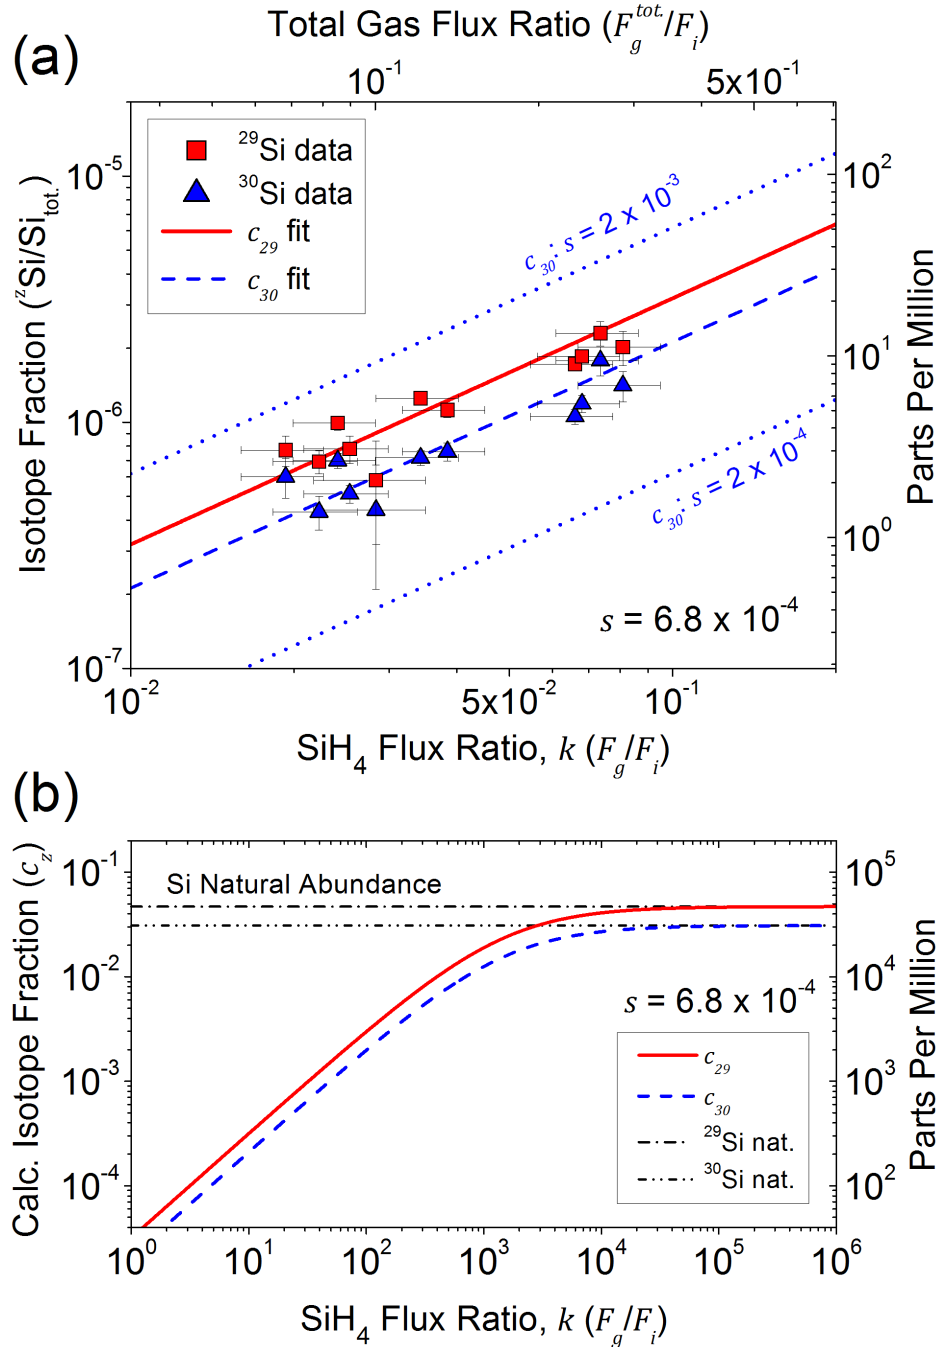 (a)
Total Gas Flux Ratio (F_g^tot./F_i)
10^-1 5x10^-1
Isotope Fraction (^zSi/Si_tot.)
10^-5
10^-6
10^-7
^29Si data
^30Si data
c_29 fit
c_30 fit
c_30: s = 2 x 10^-3
c_30: s = 2 x 10^-4
s = 6.8 x 10^-4
10^2
10^1
10^0
Parts Per Million
10^-2 5x10^-2 10^-1
SiH_4 Flux Ratio, k (F_g/F_i)
(b)
Calc. Isotope Fraction (c_z)
10^-1
10^-2
10^-3
10^-4
Si Natural Abundance
s = 6.8 x 10^-4
c_29
c_30
^29Si nat.
^30Si nat.
10^5
10^4
10^3
10^2
Parts Per Million
10^0 10^1 10^2 10^3 10^4 10^5 10^6
SiH_4 Flux Ratio, k (F_g/F_i)